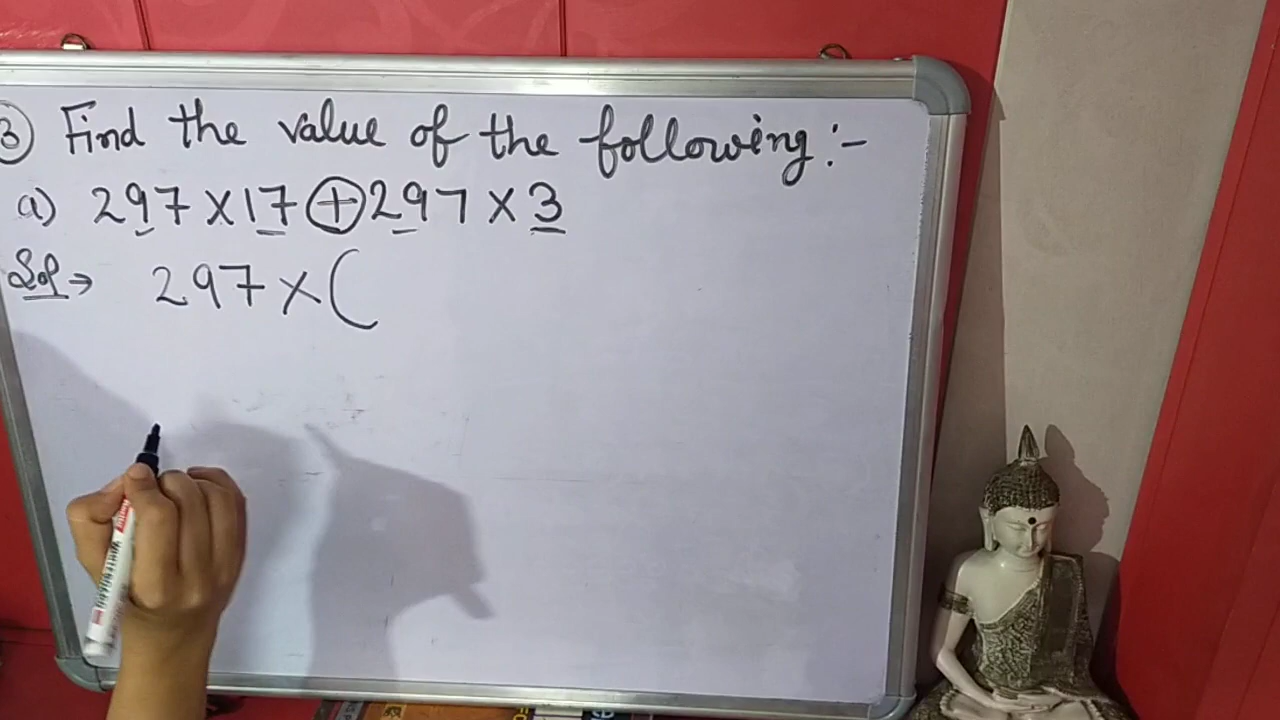 3 Find the value of the following:-
a) 297 × 17 + 297 × 3
Sol → 297 × (